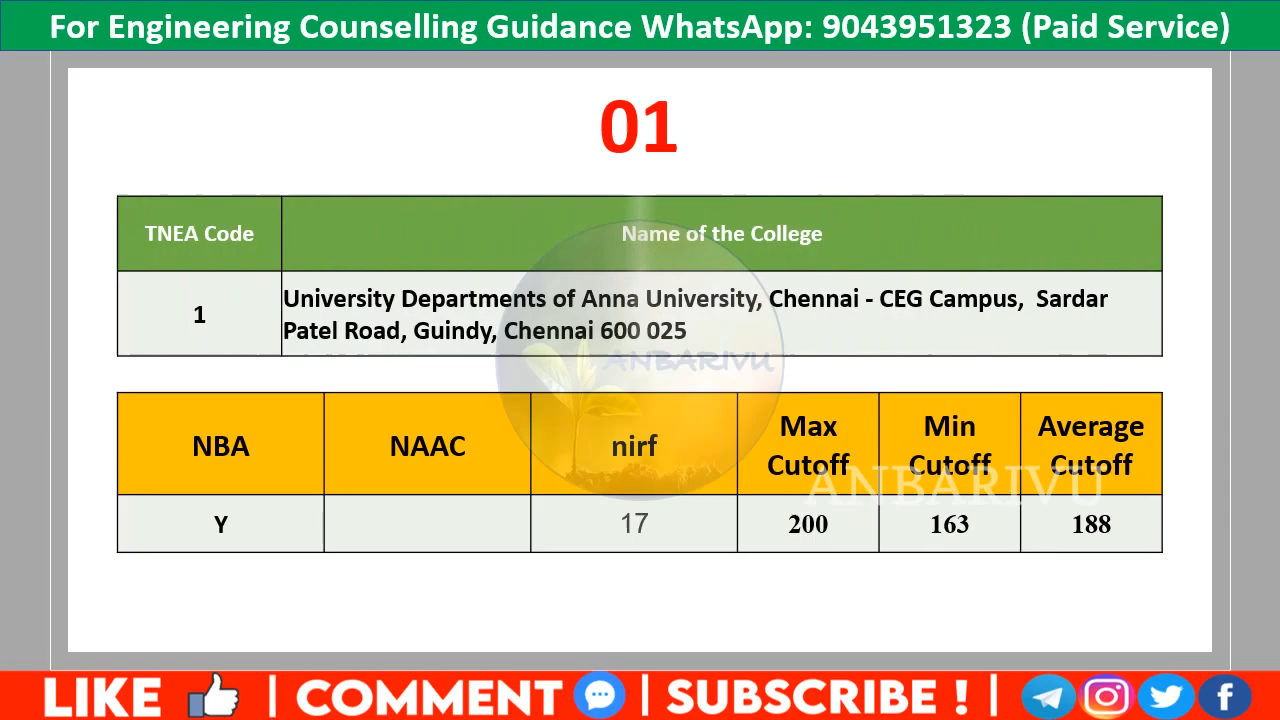 For Engineering Counselling Guidance WhatsApp: 9043951323 (Paid Service)
01
TNEA Code
Name of the College
1
University Departments of Anna University, Chennai - CEG Campus, Sardar
Patel Road, Guindy, Chennai 600 025
ANBARIVU
NBA
NAAC
nirf
Max
Cutoff
Min
Cutoff
Average
Cutoff
ANBARIVU
Y
17
200
163
188
LIKE | COMMENT | SUBSCRIBE ! |